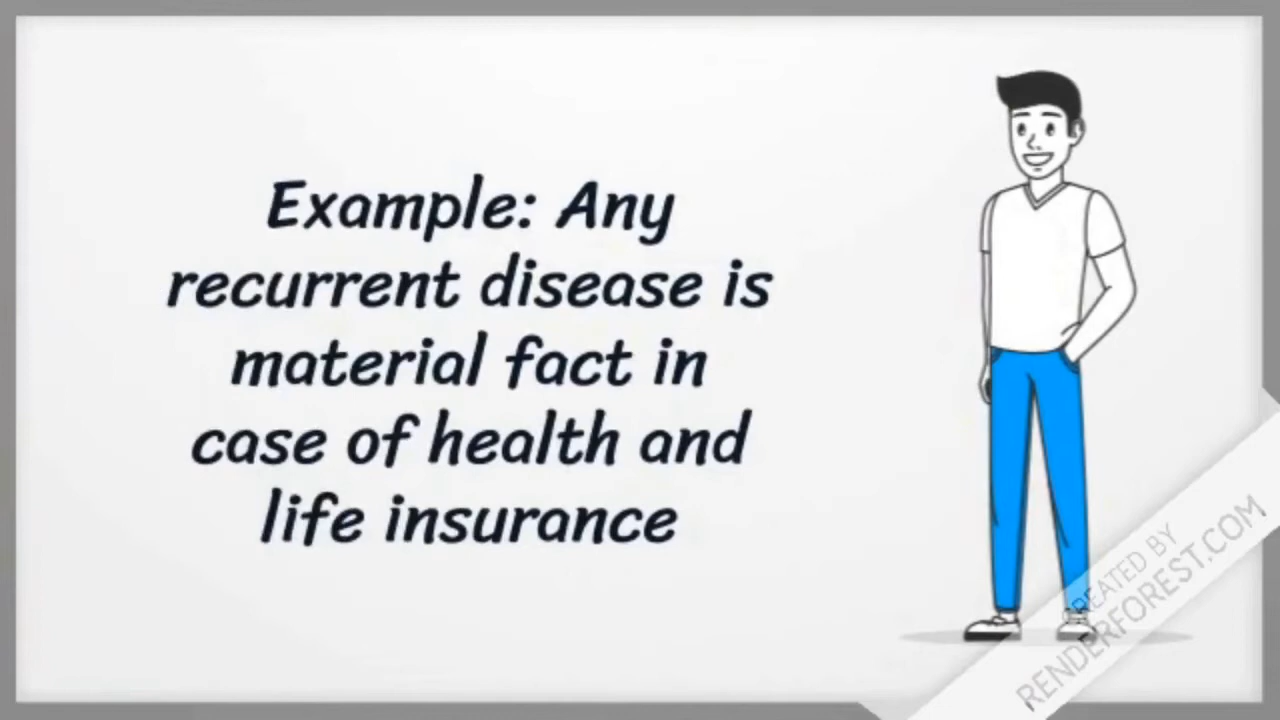 Example: Any
recurrent disease is
material fact in
case of health and
life insurance
CREATED BY
RENDERFOREST.COM